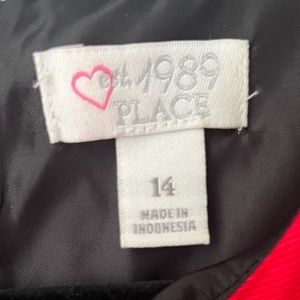 est. 1989
PLACE
14
MADE IN
INDONESIA